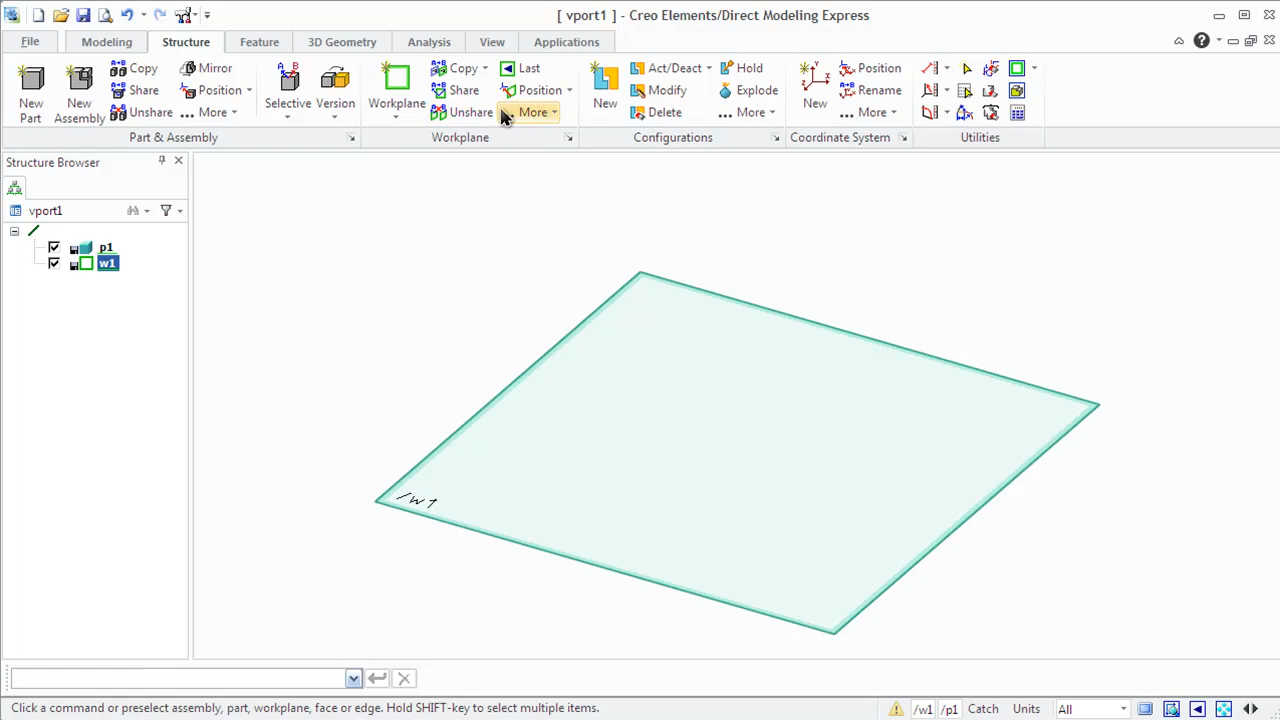 [ vport1 ] - Creo Elements/Direct Modeling Express
File Modeling Structure Feature 3D Geometry Analysis View Applications
New Part
New Assembly
Copy
Share
Unshare
Mirror
Position
... More
Selective
Version
Part & Assembly
Workplane
Copy
Share
Unshare
Last
Position
More
Workplane
New
Act/Deact
Modify
Delete
Hold
Explode
... More
Configurations
New
Position
Rename
... More
Coordinate System
Utilities
Structure Browser
vport1
p1
w1
/w1
Click a command or preselect assembly, part, workplane, face or edge. Hold SHIFT-key to select multiple items.
/w1 /p1 Catch Units All